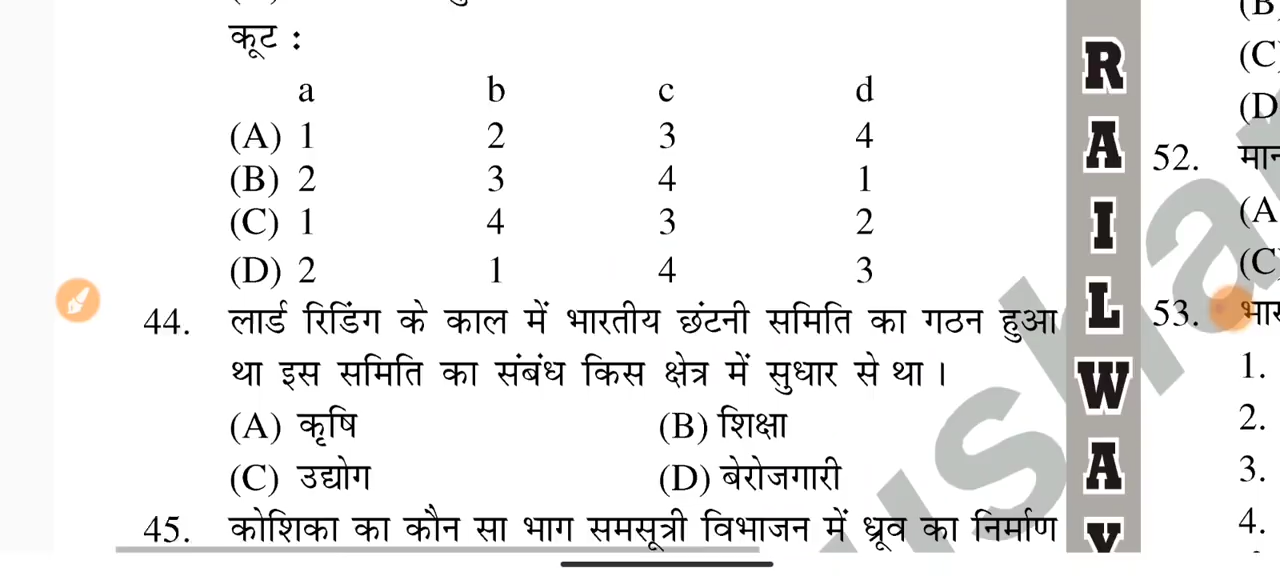 कूट :
a b c d
(A) 1 2 3 4
(B) 2 3 4 1
(C) 1 4 3 2
(D) 2 1 4 3
44. लार्ड रिडिंग के काल में भारतीय छंटनी समिति का गठन हुआ
था इस समिति का संबंध किस क्षेत्र में सुधार से था ।
(A) कृषि (B) शिक्षा
(C) उद्योग (D) बेरोजगारी
45. कोशिका का कौन सा भाग समसूत्री विभाजन में ध्रूव का निर्माण
RAILWAY
(B)
(C)
(D)
52.
(A
(C)
53.
1.
2.
3.
4.